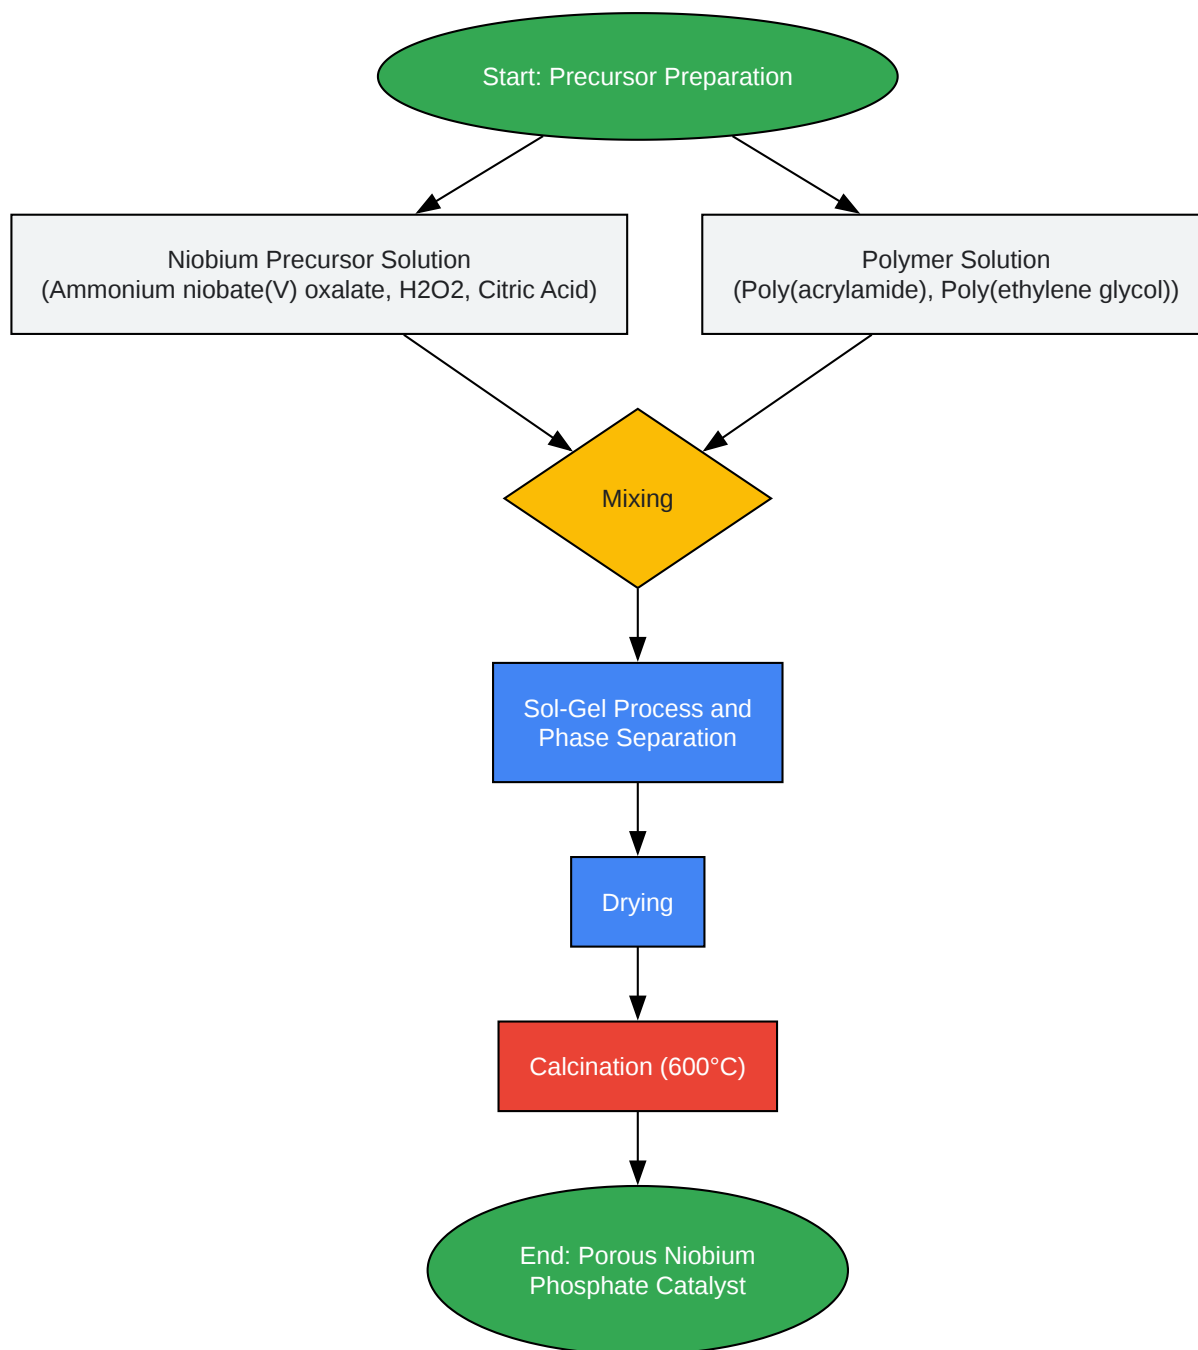 Start: Precursor Preparation
Niobium Precursor Solution
(Ammonium niobate(V) oxalate, H2O2, Citric Acid)
Polymer Solution
(Poly(acrylamide), Poly(ethylene glycol))
Mixing
Sol-Gel Process and
Phase Separation
Drying
Calcination (600°C)
End: Porous Niobium
Phosphate Catalyst